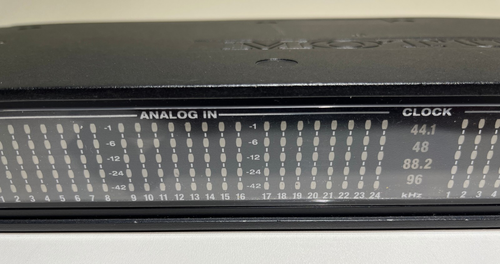 ANALOG IN CLOCK
-1 -1 44.1
-6 -6 48
-12 -12 88.2
-24 -24 96
-42 -42
2 3 4 5 6 7 8 9 10 11 12 13 14 15 16 17 18 19 20 21 22 23 24 kHz 1 2 3